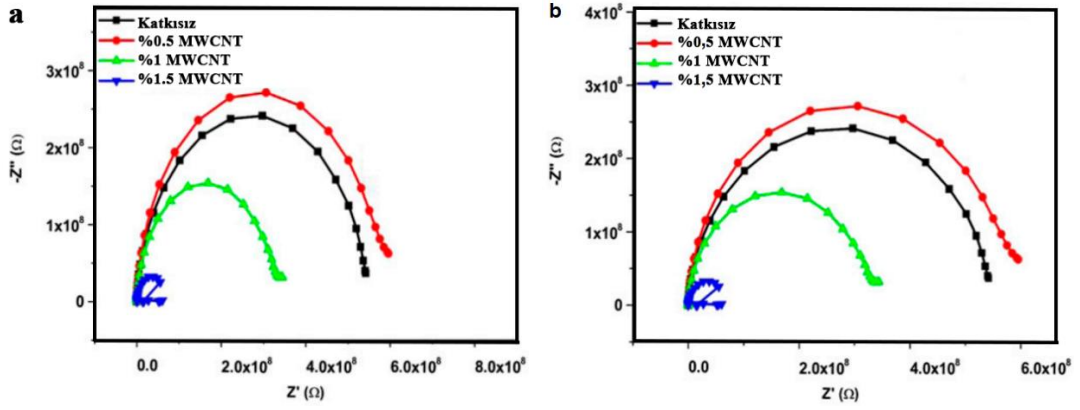 a
Katkısız
%0.5 MWCNT
%1 MWCNT
%1.5 MWCNT
3x10⁸
2x10⁸
1x10⁸
0
-Z'' (Ω)
0.0 2.0x10⁸ 4.0x10⁸ 6.0x10⁸ 8.0x10⁸
Z' (Ω)
b
Katkısız
%0,5 MWCNT
%1 MWCNT
%1,5 MWCNT
4x10⁸
3x10⁸
2x10⁸
1x10⁸
0
-Z'' (Ω)
0.0 2.0x10⁸ 4.0x10⁸ 6.0x10⁸
Z' (Ω)